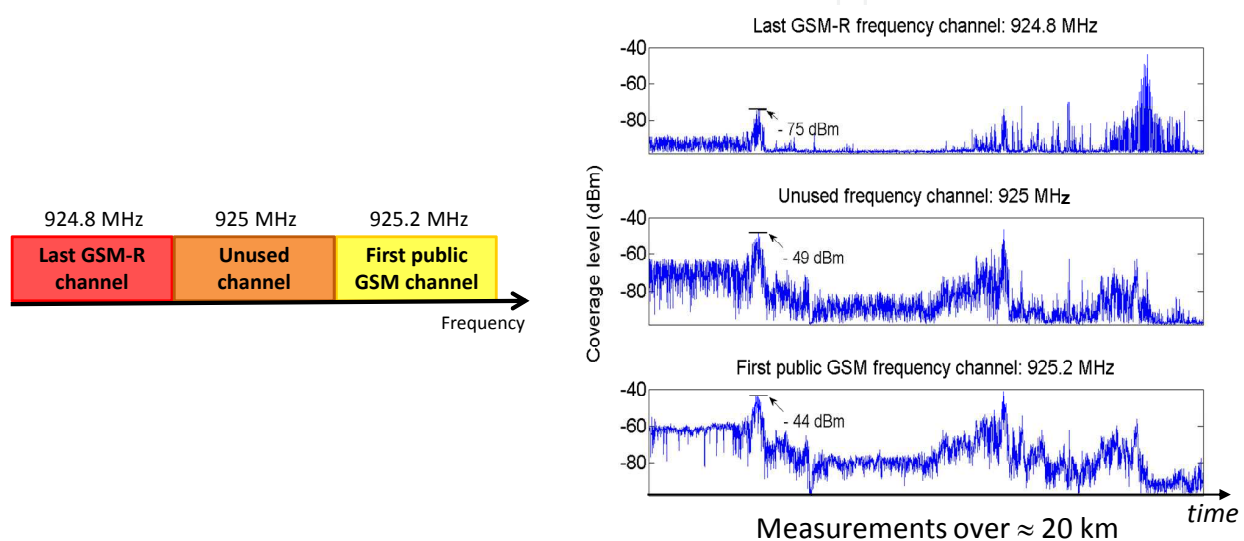 924.8 MHz
925 MHz
925.2 MHz
Last GSM-R
channel
Unused
channel
First public
GSM channel
Frequency
Coverage level (dBm)
Last GSM-R frequency channel: 924.8 MHz
-40
-60
-80
- 75 dBm
Unused frequency channel: 925 MHz
-40
-60
-80
- 49 dBm
First public GSM frequency channel: 925.2 MHz
-40
-60
-80
- 44 dBm
time
Measurements over ≈ 20 km